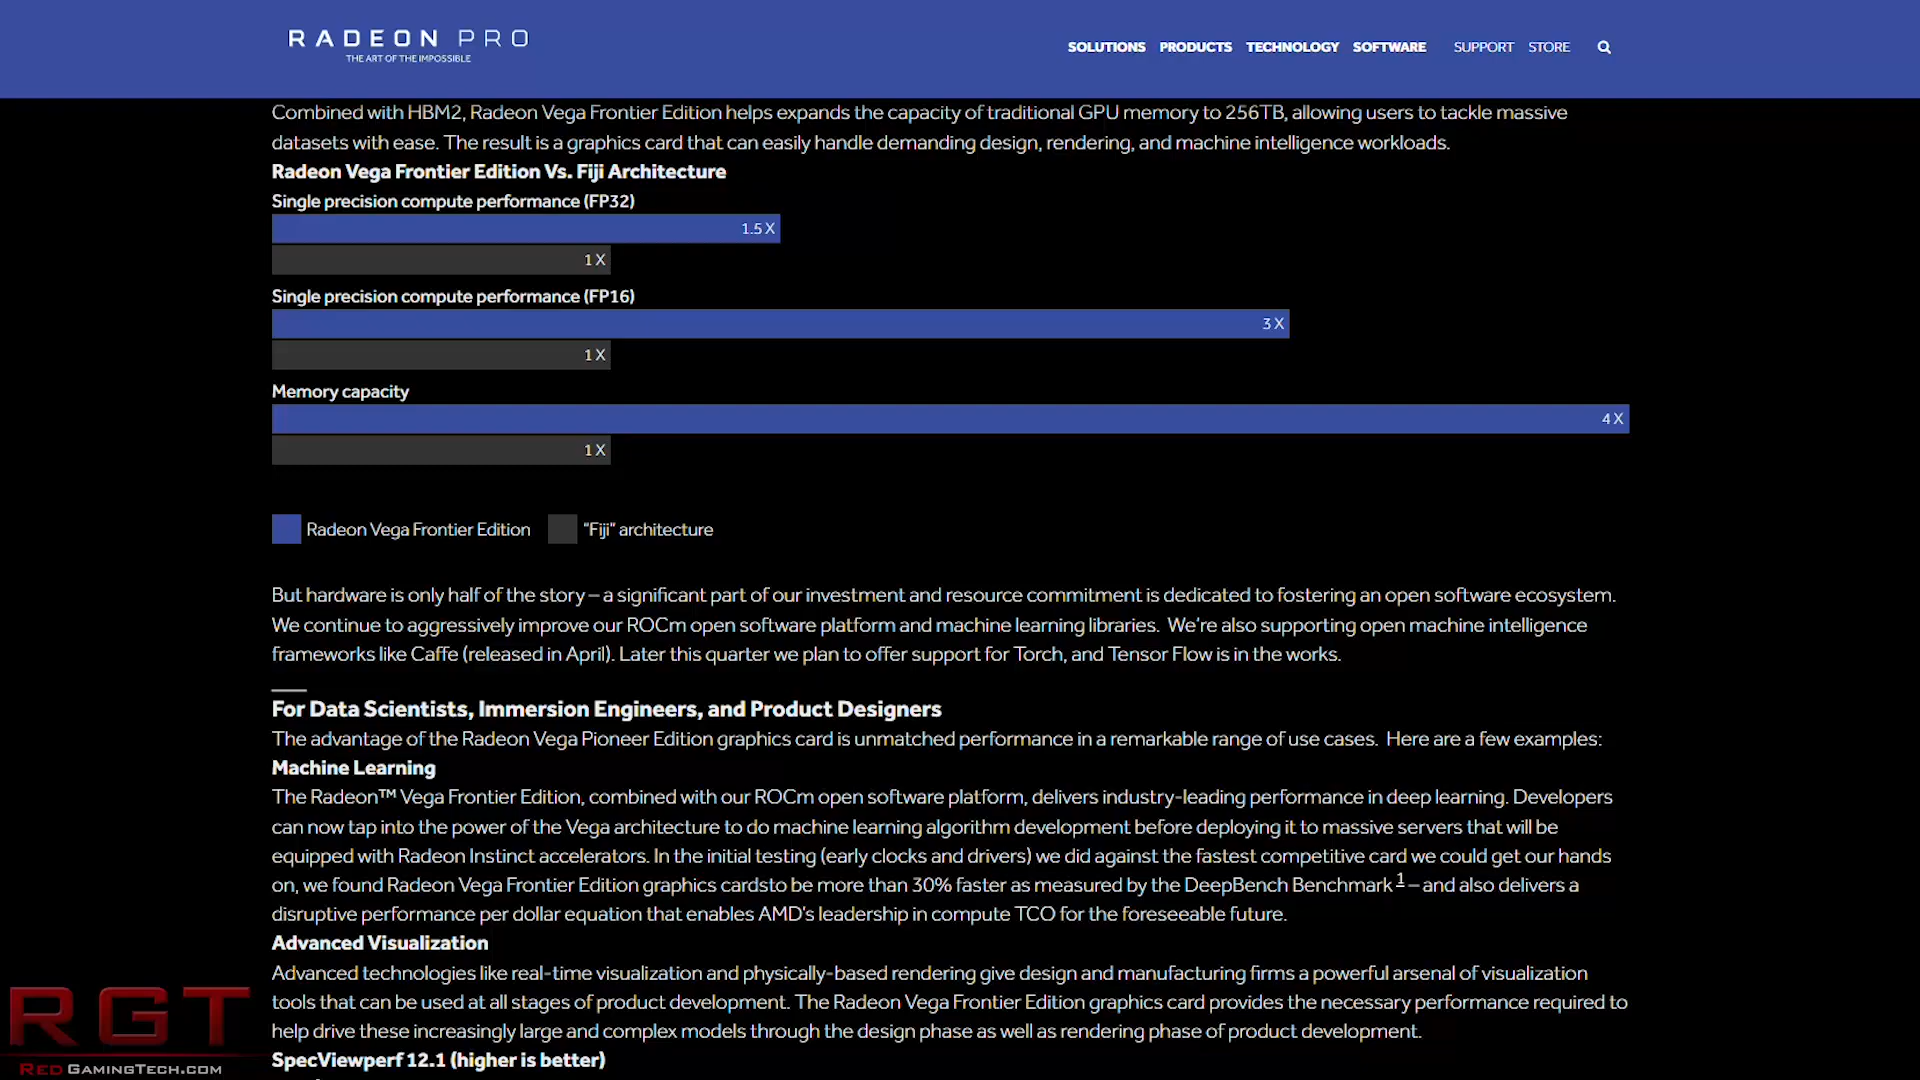 RADEON PRO
THE ART OF THE IMPOSSIBLE
SOLUTIONS PRODUCTS TECHNOLOGY SOFTWARE SUPPORT STORE
Combined with HBM2, Radeon Vega Frontier Edition helps expands the capacity of traditional GPU memory to 256TB, allowing users to tackle massive
datasets with ease. The result is a graphics card that can easily handle demanding design, rendering, and machine intelligence workloads.
Radeon Vega Frontier Edition Vs. Fiji Architecture
Single precision compute performance (FP32)
1.5 X
1 X
Single precision compute performance (FP16)
3 X
1 X
Memory capacity
4 X
1 X
Radeon Vega Frontier Edition "Fiji" architecture
But hardware is only half of the story – a significant part of our investment and resource commitment is dedicated to fostering an open software ecosystem.
We continue to aggressively improve our ROCm open software platform and machine learning libraries. We're also supporting open machine intelligence
frameworks like Caffe (released in April). Later this quarter we plan to offer support for Torch, and Tensor Flow is in the works.
For Data Scientists, Immersion Engineers, and Product Designers
The advantage of the Radeon Vega Pioneer Edition graphics card is unmatched performance in a remarkable range of use cases. Here are a few examples:
Machine Learning
The Radeon™ Vega Frontier Edition, combined with our ROCm open software platform, delivers industry-leading performance in deep learning. Developers
can now tap into the power of the Vega architecture to do machine learning algorithm development before deploying it to massive servers that will be
equipped with Radeon Instinct accelerators. In the initial testing (early clocks and drivers) we did against the fastest competitive card we could get our hands
on, we found Radeon Vega Frontier Edition graphics cardsto be more than 30% faster as measured by the DeepBench Benchmark 1 – and also delivers a
disruptive performance per dollar equation that enables AMD's leadership in compute TCO for the foreseeable future.
Advanced Visualization
Advanced technologies like real-time visualization and physically-based rendering give design and manufacturing firms a powerful arsenal of visualization
tools that can be used at all stages of product development. The Radeon Vega Frontier Edition graphics card provides the necessary performance required to
help drive these increasingly large and complex models through the design phase as well as rendering phase of product development.
SpecViewperf 12.1 (higher is better)
RGT
REDGAMINGTECH.COM